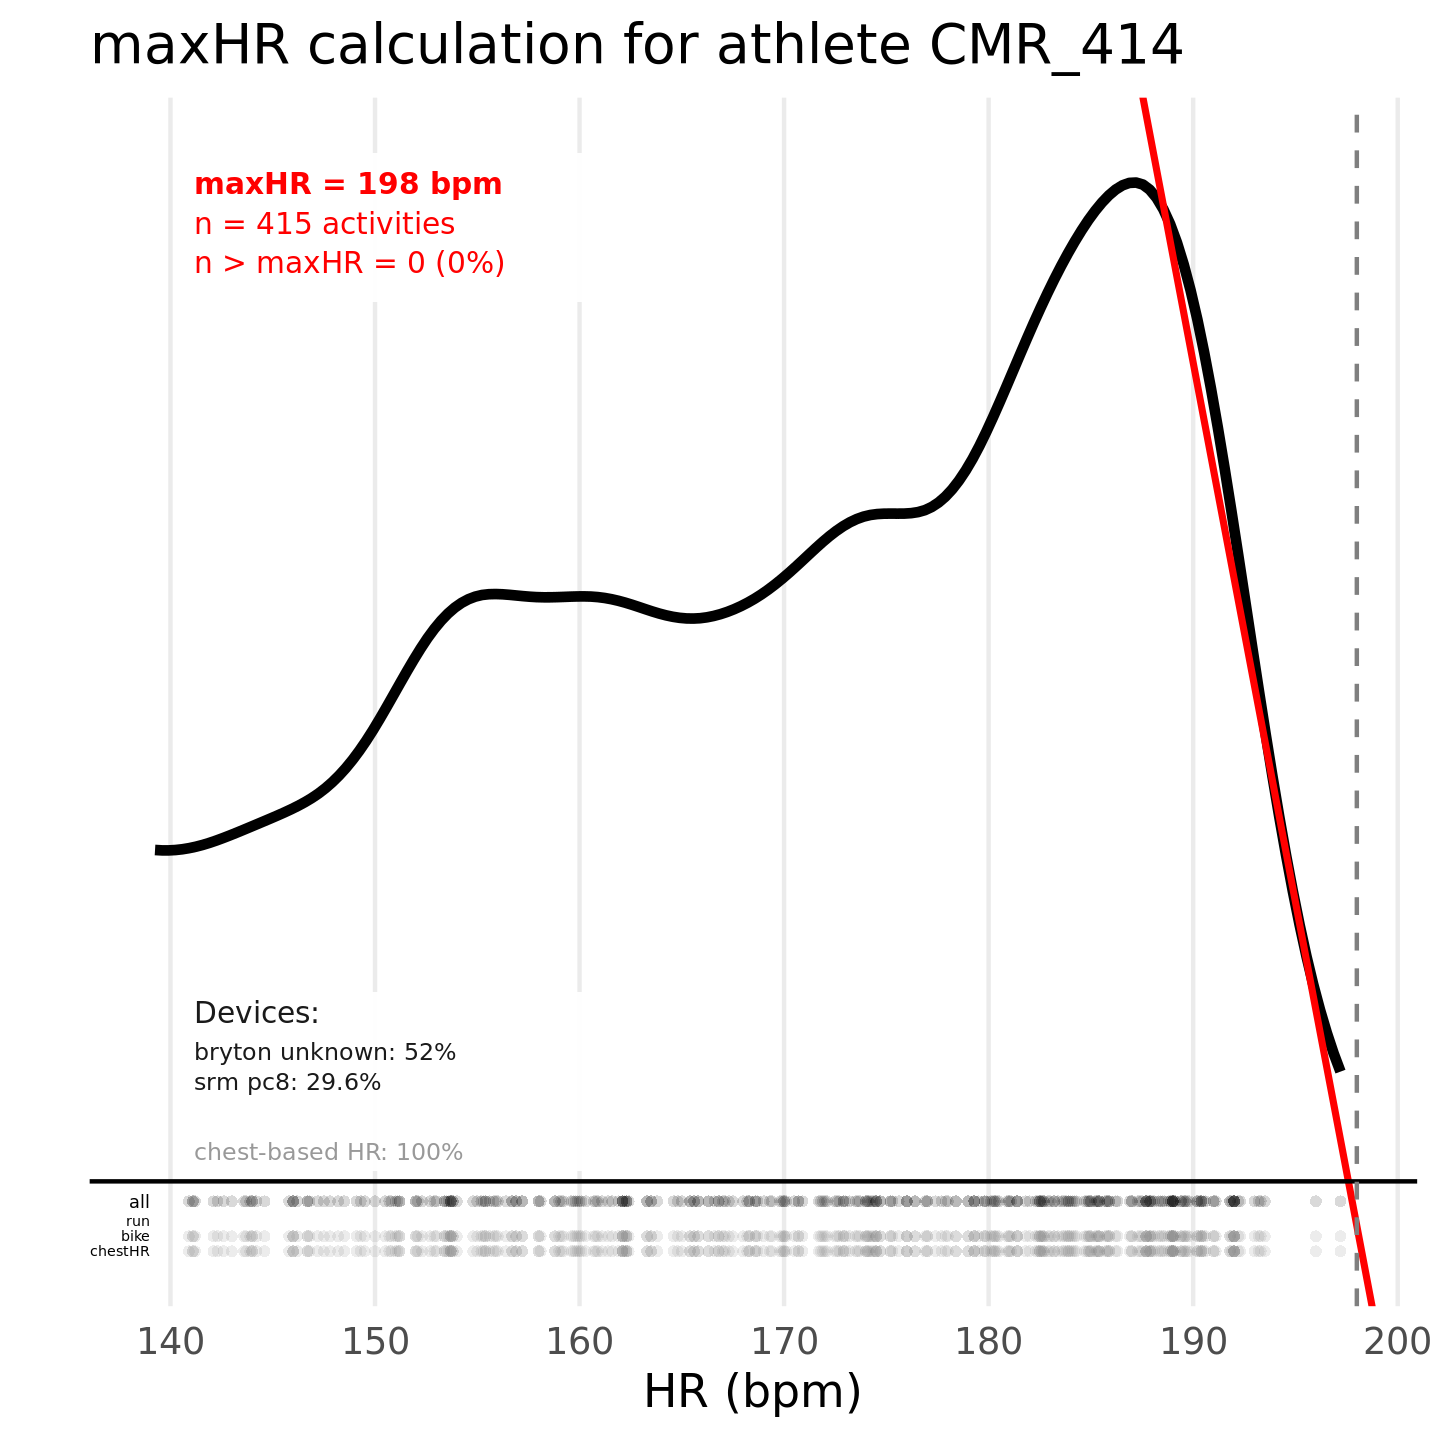 maxHR calculation for athlete CMR_414
maxHR = 198 bpm
n = 415 activities
n > maxHR = 0 (0%)
Devices:
bryton unknown: 52%
srm pc8: 29.6%
chest-based HR: 100%
all
run
bike
chestHR
140 150 160 170 180 190 200
HR (bpm)